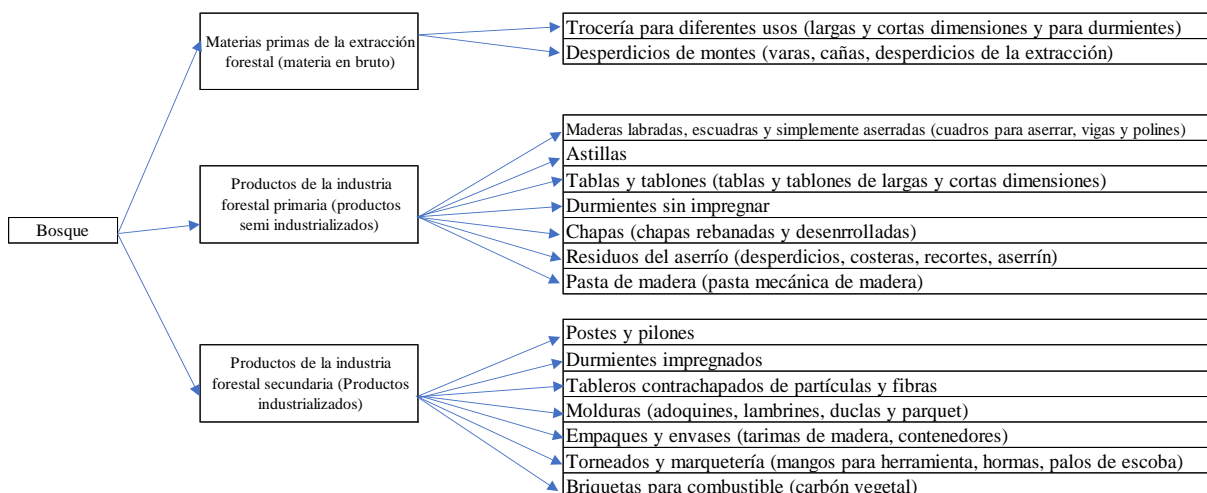 Bosque
Materias primas de la extracción
forestal (materia en bruto)
Trocería para diferentes usos (largas y cortas dimensiones y para durmientes)
Desperdicios de montes (varas, cañas, desperdicios de la extracción)
Productos de la industria
forestal primaria (productos
semi industrializados)
Maderas labradas, escuadras y simplemente aserradas (cuadros para aserrar, vigas y polines)
Astillas
Tablas y tablones (tablas y tablones de largas y cortas dimensiones)
Durmientes sin impregnar
Chapas (chapas rebanadas y desenrrolladas)
Residuos del aserrío (desperdicios, costeras, recortes, aserrín)
Pasta de madera (pasta mecánica de madera)
Productos de la industria
forestal secundaria (Productos
industrializados)
Postes y pilones
Durmientes impregnados
Tableros contrachapados de partículas y fibras
Molduras (adoquines, lambrines, duclas y parquet)
Empaques y envases (tarimas de madera, contenedores)
Torneados y marquetería (mangos para herramienta, hormas, palos de escoba)
Briquetas para combustible (carbón vegetal)